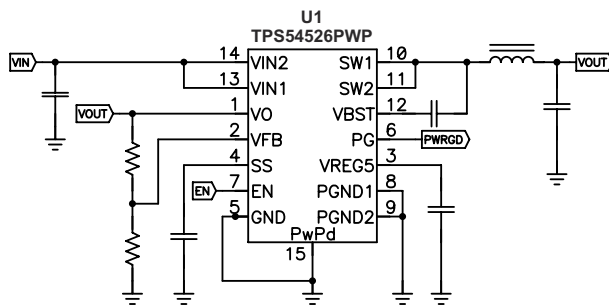 U1
TPS54526PWP
VIN
14
VIN2
SW1
10
VOUT
13
VIN1
SW2
11
VOUT
1
VO
VBST
12
2
VFB
PG
6
PWRGD
4
SS
VREG5
3
EN
7
EN
PGND1
8
5
GND
PGND2
9
PwPd
15